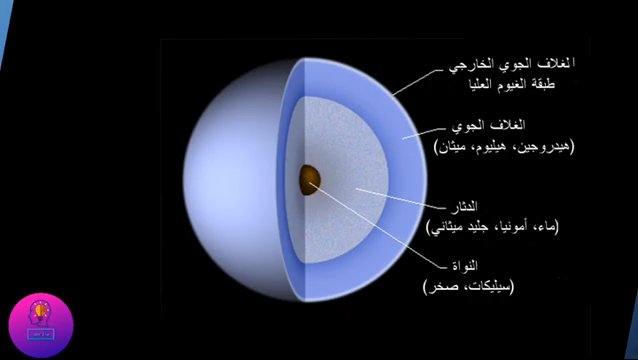 الغلاف الجوي الخارجي
طبقة الغيوم العليا
الغلاف الجوي
(هيدروجين، هيليوم، ميثان)
الدثار
(ماء، أمونيا، جليد ميثاني)
النواة
(سيليكات، صخر)